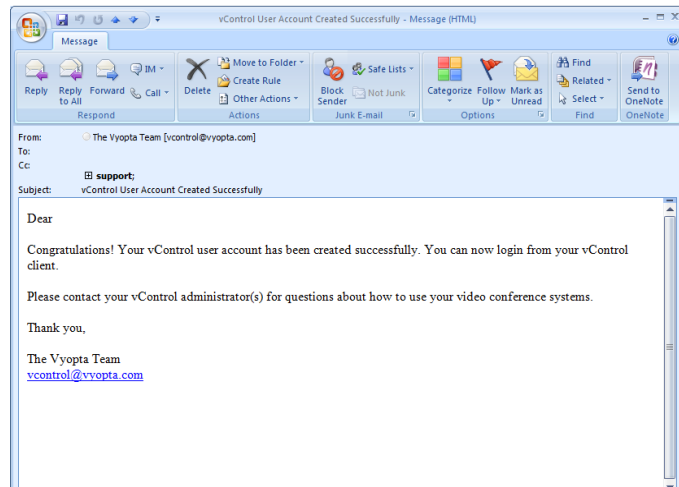 vControl User Account Created Successfully - Message (HTML)
Message
Reply
Reply to All
Forward
IM
Call
Respond
Delete
Move to Folder
Create Rule
Other Actions
Actions
Block Sender
Safe Lists
Not Junk
Junk E-mail
Categorize
Follow Up
Mark as Unread
Options
Find
Related
Select
Find
Send to OneNote
OneNote
From: The Vyopta Team [vcontrol@vyopta.com]
To:
Cc:
support;
Subject: vControl User Account Created Successfully
Dear
Congratulations! Your vControl user account has been created successfully. You can now login from your vControl
client.
Please contact your vControl administrator(s) for questions about how to use your video conference systems.
Thank you,
The Vyopta Team
vcontrol@vyopta.com